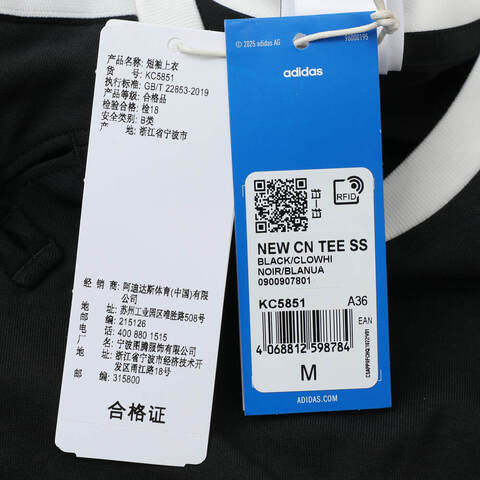 产品名称: 短袖上衣
货 号: KC5851
执行标准: GB/T 22853-2019
产品等级: 合格品
检验合格: 检18
安全类别: B类
产 地: 浙江省宁波市
经 销 商: 阿迪达斯体育(中国)有限
公司
地 址: 苏州工业园区唯胜路508号
邮 编: 215126
电 话: 400 880 1515
厂 名: 宁波图腾服饰有限公司
地 址: 浙江省宁波市经济技术开
发区甬江路18号
邮 编: 315800
合格证
© 2025 adidas AG
98000195
adidas
RFID
NEW CN TEE SS
BLACK/CLOWHI
NOIR/BLANUA
0900907801
KC5851 A36
EAN
4 068812 598784
M
ADIDAS.COM